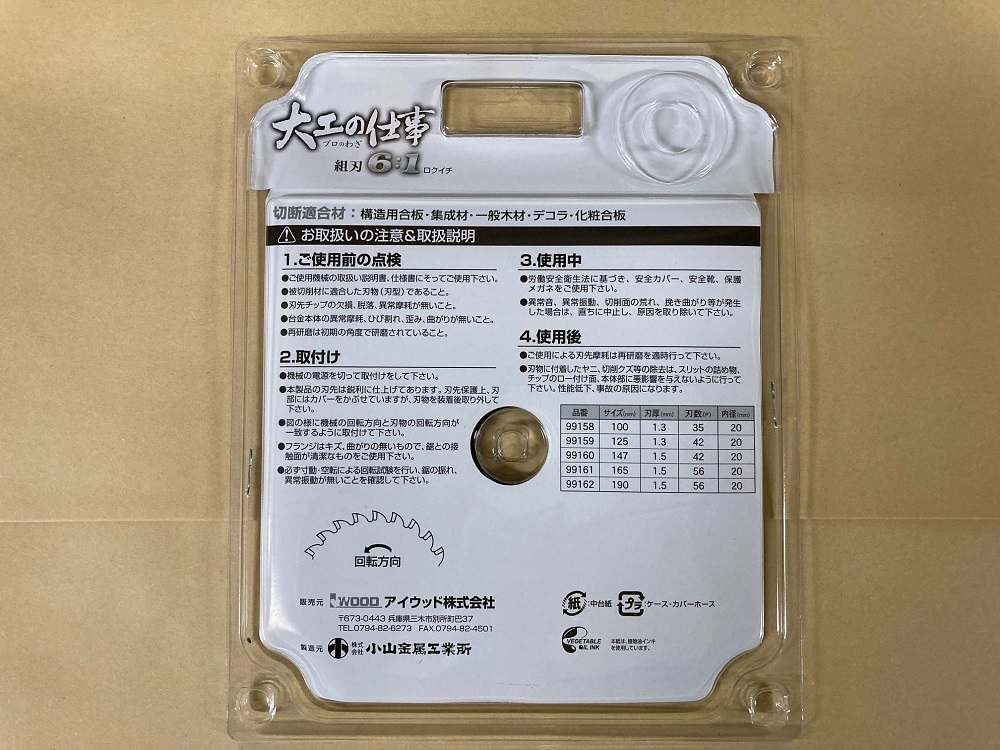 大工の仕事
プロのわざ
組刃 6:1 ロクイチ
切断適合材：構造用合板・集成材・一般木材・デコラ・化粧合板
お取扱いの注意&取扱説明
1.ご使用前の点検
●ご使用機械の取扱い説明書、仕様書にそってご使用下さい。
●被切削材に適合した刃物（刃型）であること。
●刃先チップの欠損、脱落、異常摩耗が無いこと。
●台金本体の異常摩耗、ひび割れ、歪み、曲がりが無いこと。
●再研磨は初期の角度で研磨されていること。
2.取付け
●機械の電源を切って取付けをして下さい。
●本製品の刃先は鋭利に仕上げてあります。刃先保護上、刃
部にはカバーをかぶせていますが、刃物を装着後取り外して
下さい。
●図の様に機械の回転方向と刃物の回転方向が
一致するように取付けて下さい。
●フランジはキズ、曲がりの無いもので、鋸との接
触面が清潔なものをご使用下さい。
●必ず寸動・空転による回転試験を行い、鋸の振れ、
異常振動が無いことを確認して下さい。
回転方向
3.使用中
●労働安全衛生法に基づき、安全カバー、安全靴、保護
メガネをご使用下さい。
●異常音、異常振動、切削面の荒れ、挽き曲がり等が発生
した場合は、直ちに中止し、原因を取り除いて下さい。
4.使用後
●ご使用による刃先摩耗は再研磨を適時行って下さい。
●刃物に付着したヤニ、切削クズ等の除去は、スリットの詰め物、
チップのロー付け面、本体部に悪影響を与えないように行って
下さい。性能低下、事故の原因になります。
品番 サイズ(mm) 刃厚(mm) 刃数(P) 内径(mm)
99158 100 1.3 35 20
99159 125 1.3 42 20
99160 147 1.5 42 20
99161 165 1.5 56 20
99162 190 1.5 56 20
販売元 WOOD アイウッド株式会社
〒673-0443 兵庫県三木市別所町巴37
TEL.0794-82-6273 FAX.0794-82-4501
製造元 株式会社 小山金属工業所
紙：中台紙 プラ：ケース・カバーホース
VEGETABLE OIL INK
本紙は、植物油インキ
を使用しています。